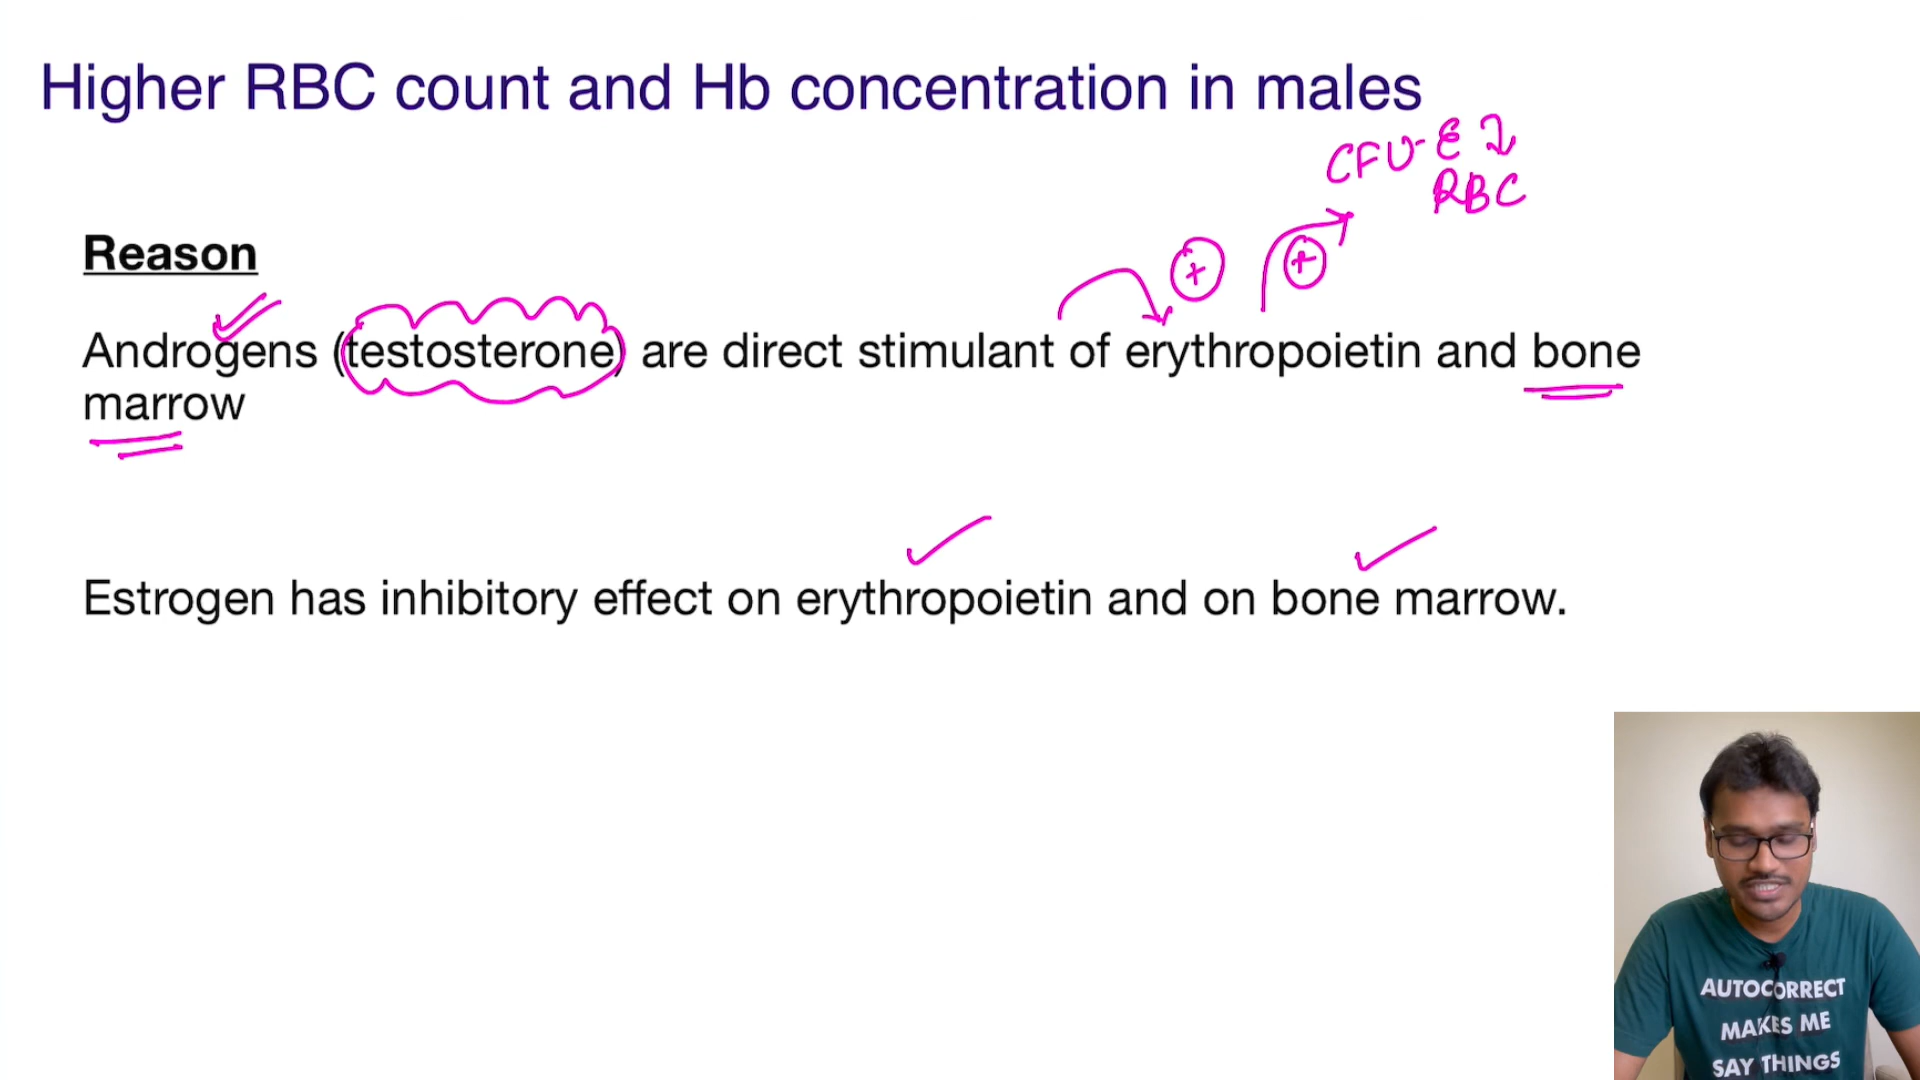 Higher RBC count and Hb concentration in males
CFU-E
RBC
Reason
+
+
Androgens (testosterone) are direct stimulant of erythropoietin and bone
marrow
Estrogen has inhibitory effect on erythropoietin and on bone marrow.
AUTOCORRECT
MAKES ME
SAY THINGS